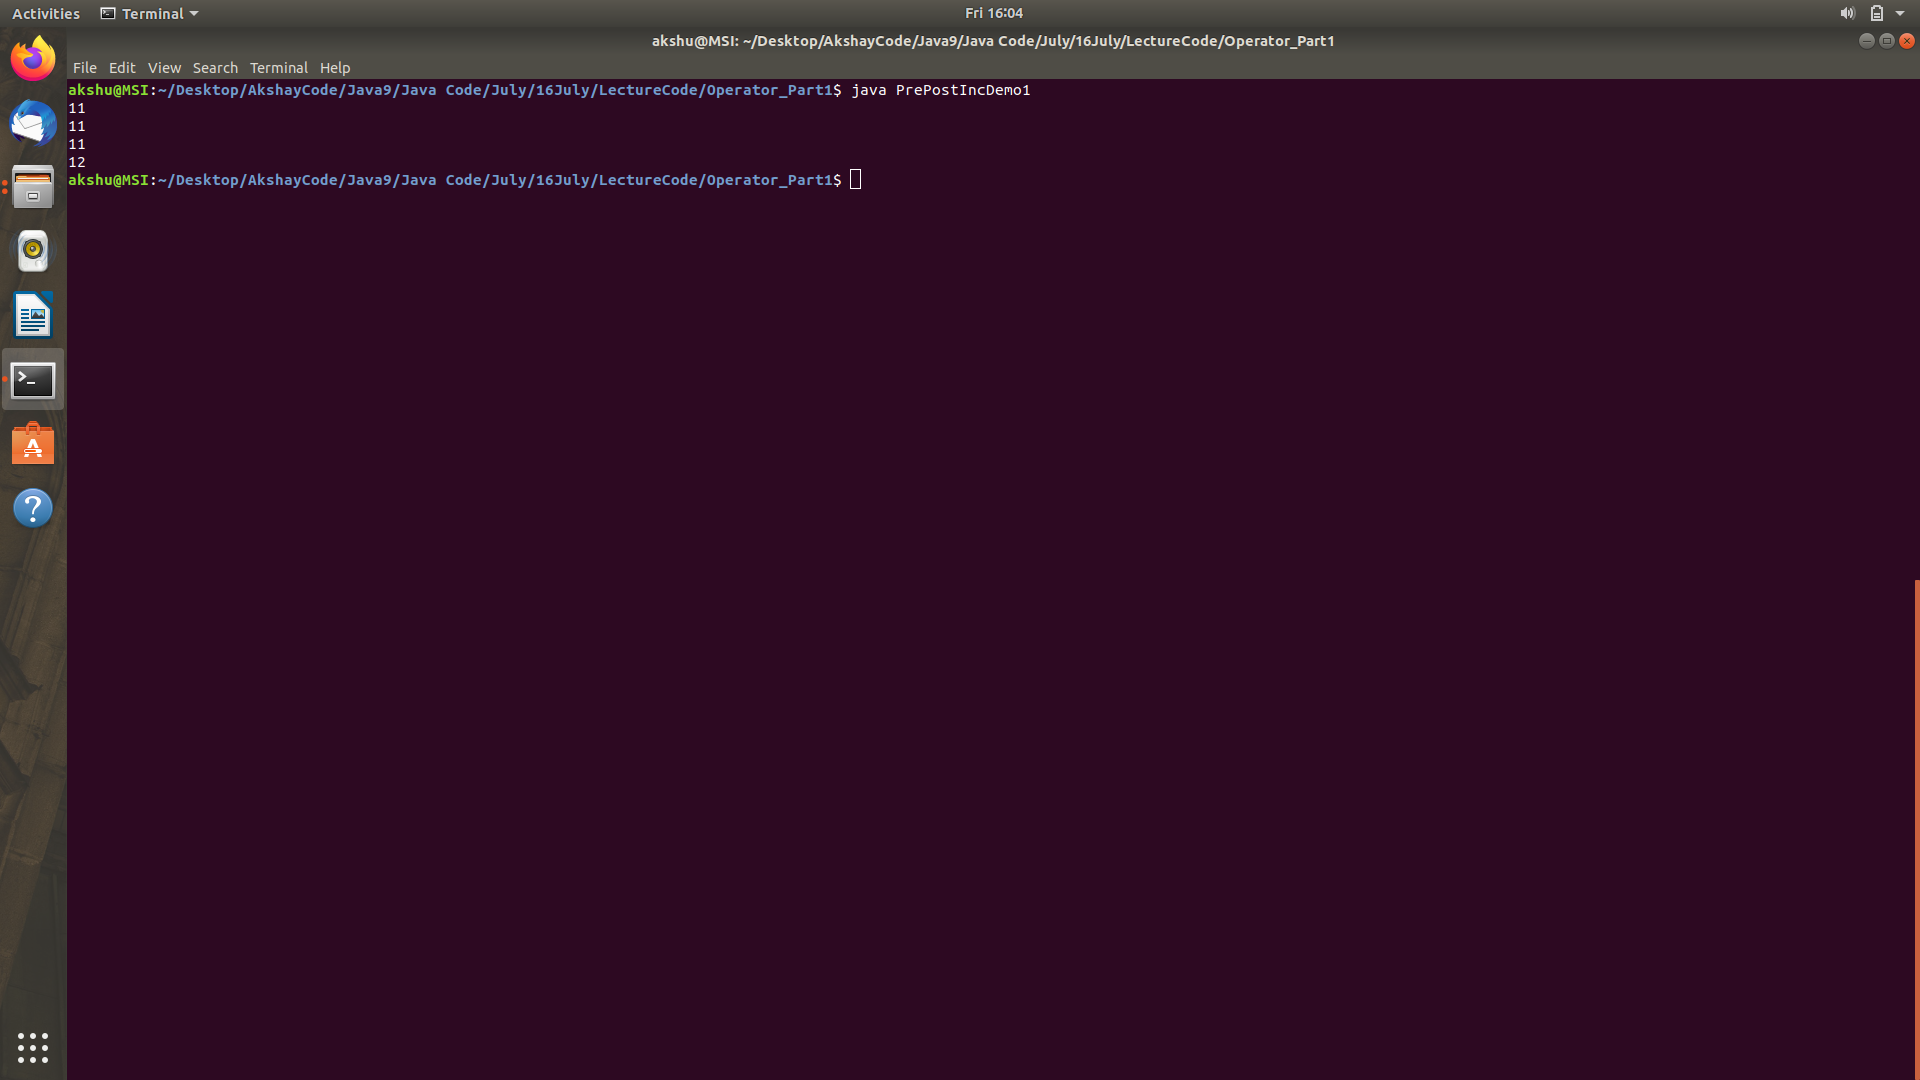 Activities Terminal Fri 16:04
akshu@MSI: ~/Desktop/AkshayCode/Java9/Java Code/July/16July/LectureCode/Operator_Part1
File Edit View Search Terminal Help
akshu@MSI:~/Desktop/AkshayCode/Java9/Java Code/July/16July/LectureCode/Operator_Part1$ java PrePostIncDemo1
11
11
11
12
akshu@MSI:~/Desktop/AkshayCode/Java9/Java Code/July/16July/LectureCode/Operator_Part1$